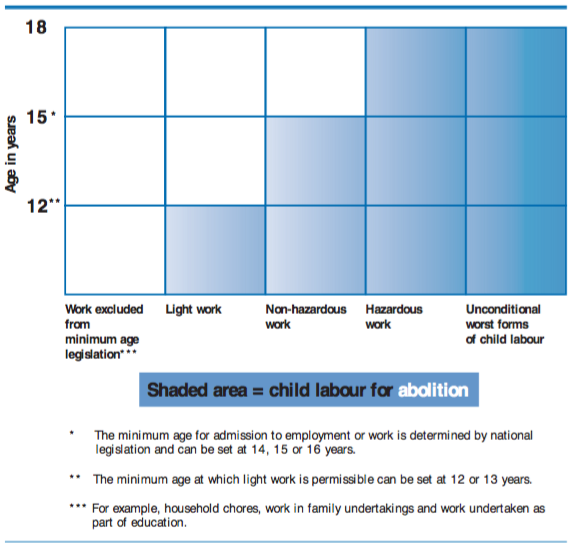 18
Age in years
15*
12**
Work excluded
from
minimum age
legislation***
Light work
Non-hazardous
work
Hazardous
work
Unconditional
worst forms
of child labour
Shaded area = child labour for abolition
* The minimum age for admission to employment or work is determined by national
legislation and can be set at 14, 15 or 16 years.
** The minimum age at which light work is permissible can be set at 12 or 13 years.
*** For example, household chores, work in family undertakings and work undertaken as
part of education.